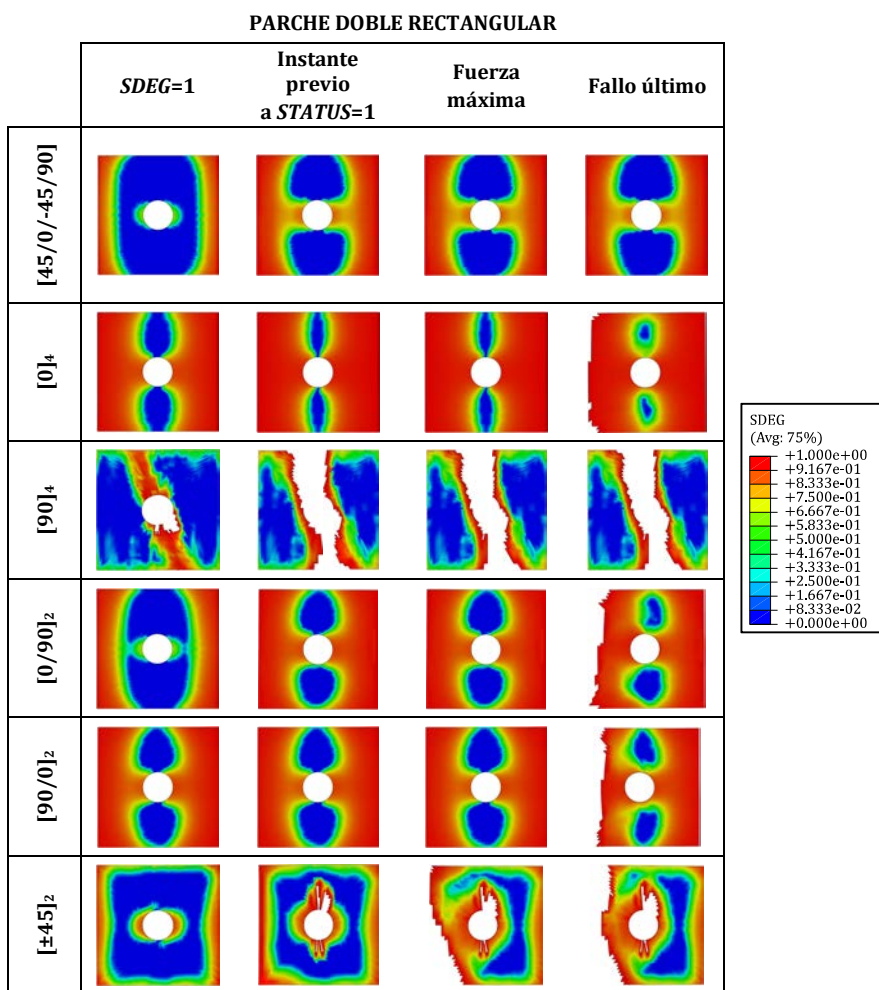 PARCHE DOBLE RECTANGULAR
SDEG=1
Instante
previo
a STATUS=1
Fuerza
máxima
Fallo último
[45/0/-45/90]
[0]₄
[90]₄
[0/90]₂
[90/0]₂
[±45]₂
SDEG
(Avg: 75%)
+1.000e+00
+9.167e-01
+8.333e-01
+7.500e-01
+6.667e-01
+5.833e-01
+5.000e-01
+4.167e-01
+3.333e-01
+2.500e-01
+1.667e-01
+8.333e-02
+0.000e+00